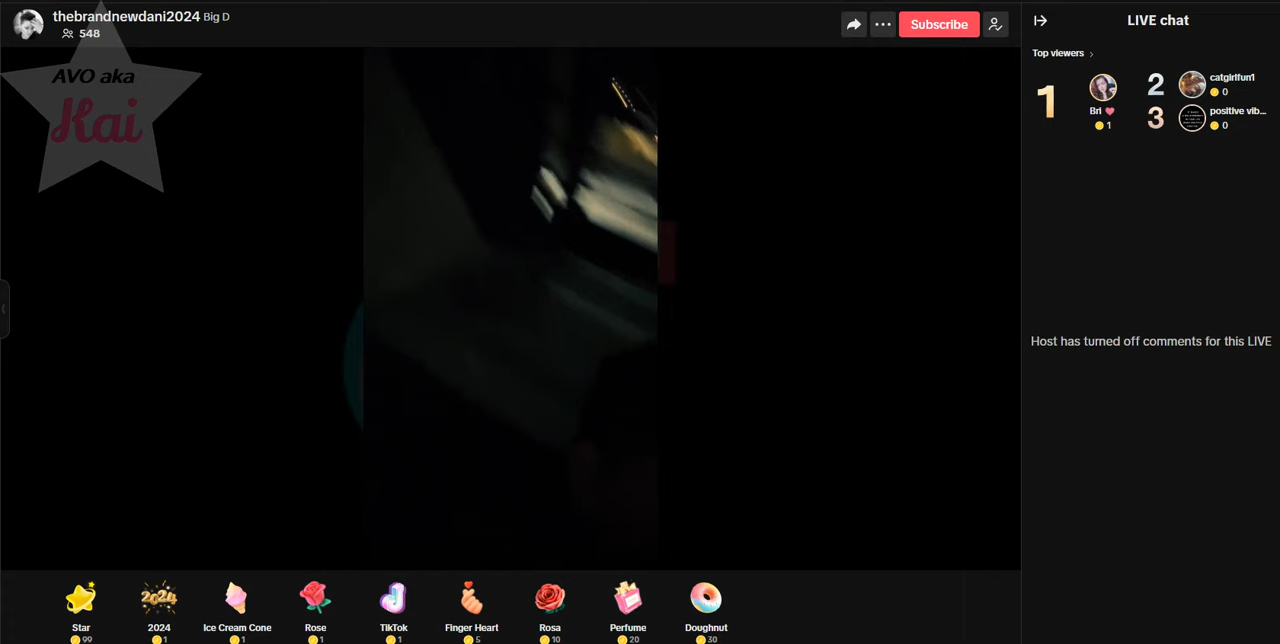 thebrandnewdani2024 Big D
548
Subscribe
LIVE chat
Top viewers
AVO aka
Kai
1
Bri
1
2
catgirlfun1
0
3
positive vib...
0
Host has turned off comments for this LIVE
2024
Star
2024
Ice Cream Cone
Rose
TikTok
Finger Heart
Rosa
Perfume
Doughnut
99
1
1
1
1
5
10
20
30